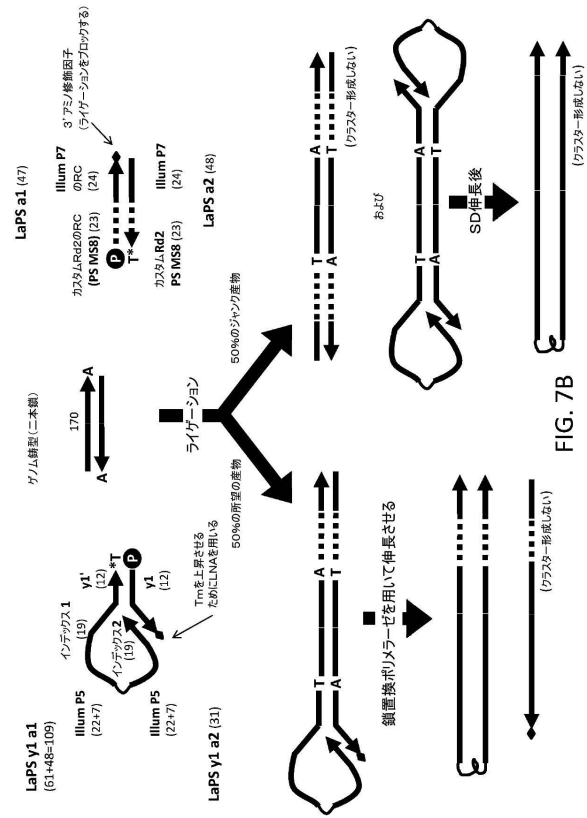 LaPS y1 a1
(61+48=109)
Illum P5
(22+7)
インデックス 1
(19)
インデックス2
(19)
y1'
(12)
*T
P
y1
(12)
Illum P5
(22+7)
LaPS y1 a2 (31)
Tmを上昇させる
ためにLNAを用いる
ゲノム鋳型(二本鎖)
170
A
A
LaPS a1 (47)
カスタムRd2のRC
(PS MS8) (23)
Illum P7
のRC
(24)
3'アミノ修飾因子
(ライゲーションをブロックする)
P
T*
カスタムRd2
PS MS8 (23)
Illum P7
(24)
LaPS a2 (48)
ライゲーション
50%の所望の産物
50%のジャンク産物
T
A
A
T
鎖置換ポリメラーゼを用いて伸長させる
(クラスター形成しない)
T
A
A
T
(クラスター形成しない)
および
T
A
A
T
SD伸長後
FIG. 7B